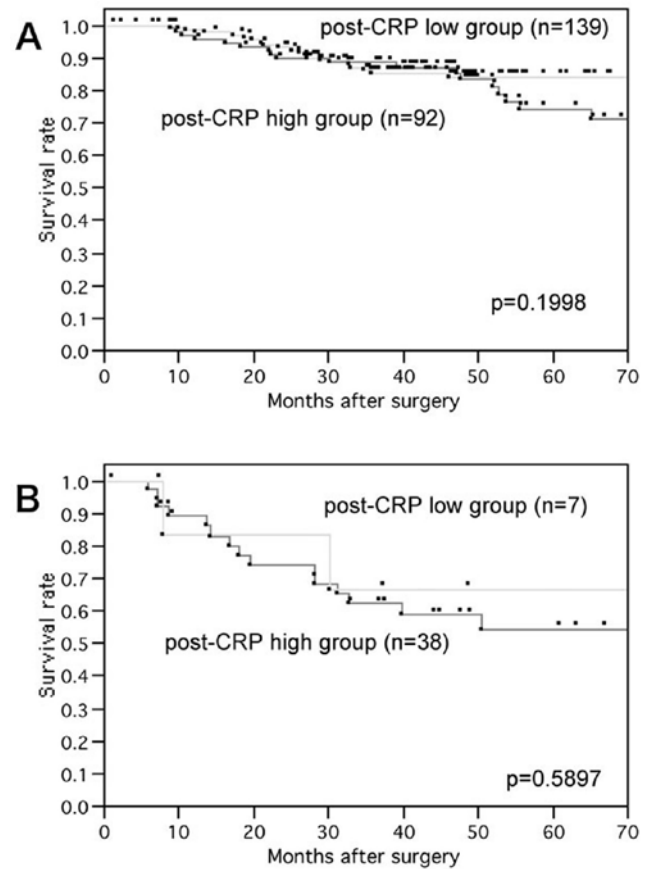 A
post-CRP low group (n=139)
post-CRP high group (n=92)
p=0.1998
Survival rate
1.0
0.9
0.8
0.7
0.6
0.5
0.4
0.3
0.2
0.1
0.0
0 10 20 30 40 50 60 70
Months after surgery
B
post-CRP low group (n=7)
post-CRP high group (n=38)
p=0.5897
Survival rate
1.0
0.9
0.8
0.7
0.6
0.5
0.4
0.3
0.2
0.1
0.0
0 10 20 30 40 50 60 70
Months after surgery